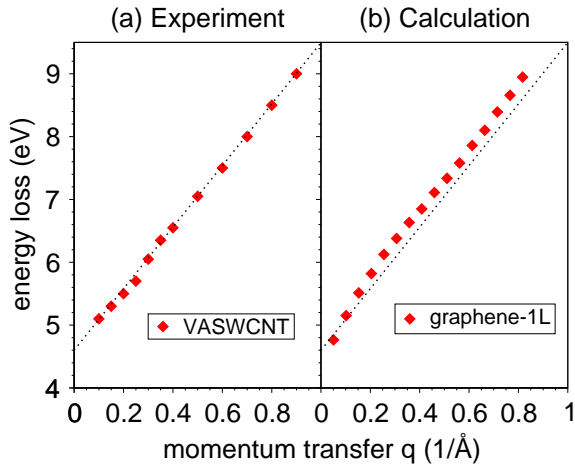 (a) Experiment (b) Calculation
9
8
7
6
5
4
energy loss (eV)
VASWCNT
graphene-1L
0 0.2 0.4 0.6 0.8 0 0.2 0.4 0.6 0.8 1
momentum transfer q (1/Å)